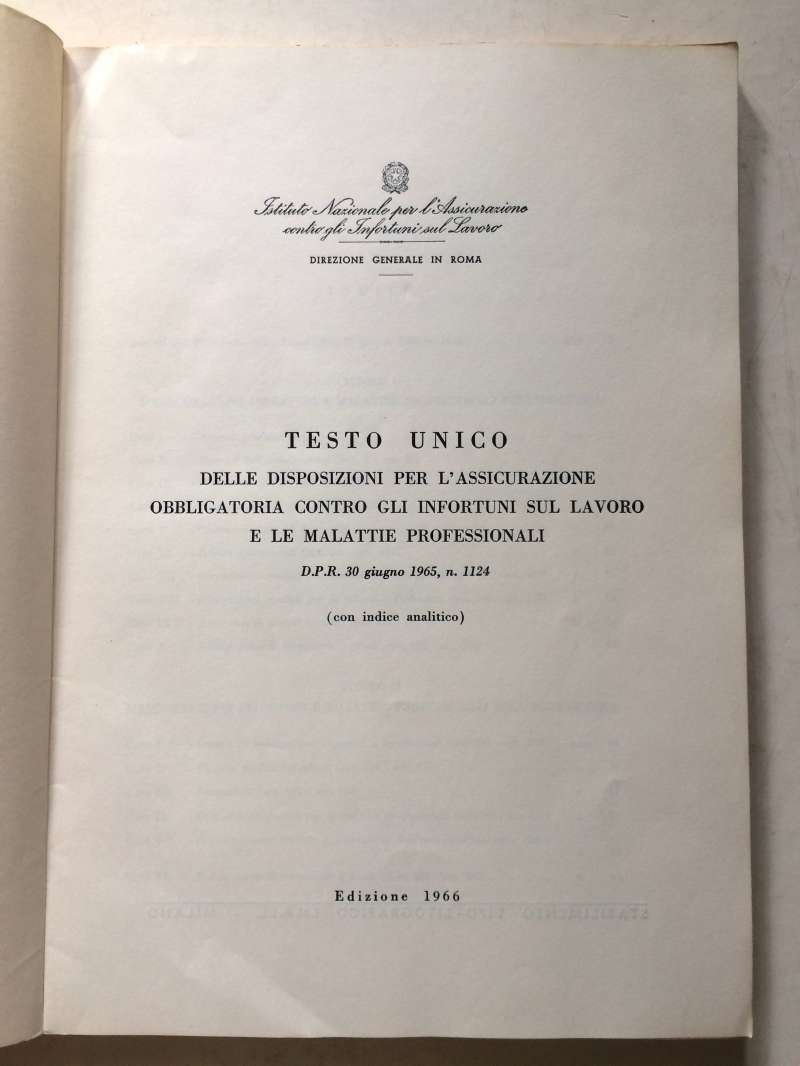 Istituto Nazionale per l'Assicurazione
contro gli Infortuni sul Lavoro
DIREZIONE GENERALE IN ROMA
TESTO UNICO
DELLE DISPOSIZIONI PER L'ASSICURAZIONE
OBBLIGATORIA CONTRO GLI INFORTUNI SUL LAVORO
E LE MALATTIE PROFESSIONALI
D.P.R. 30 giugno 1965, n. 1124
(con indice analitico)
Edizione 1966